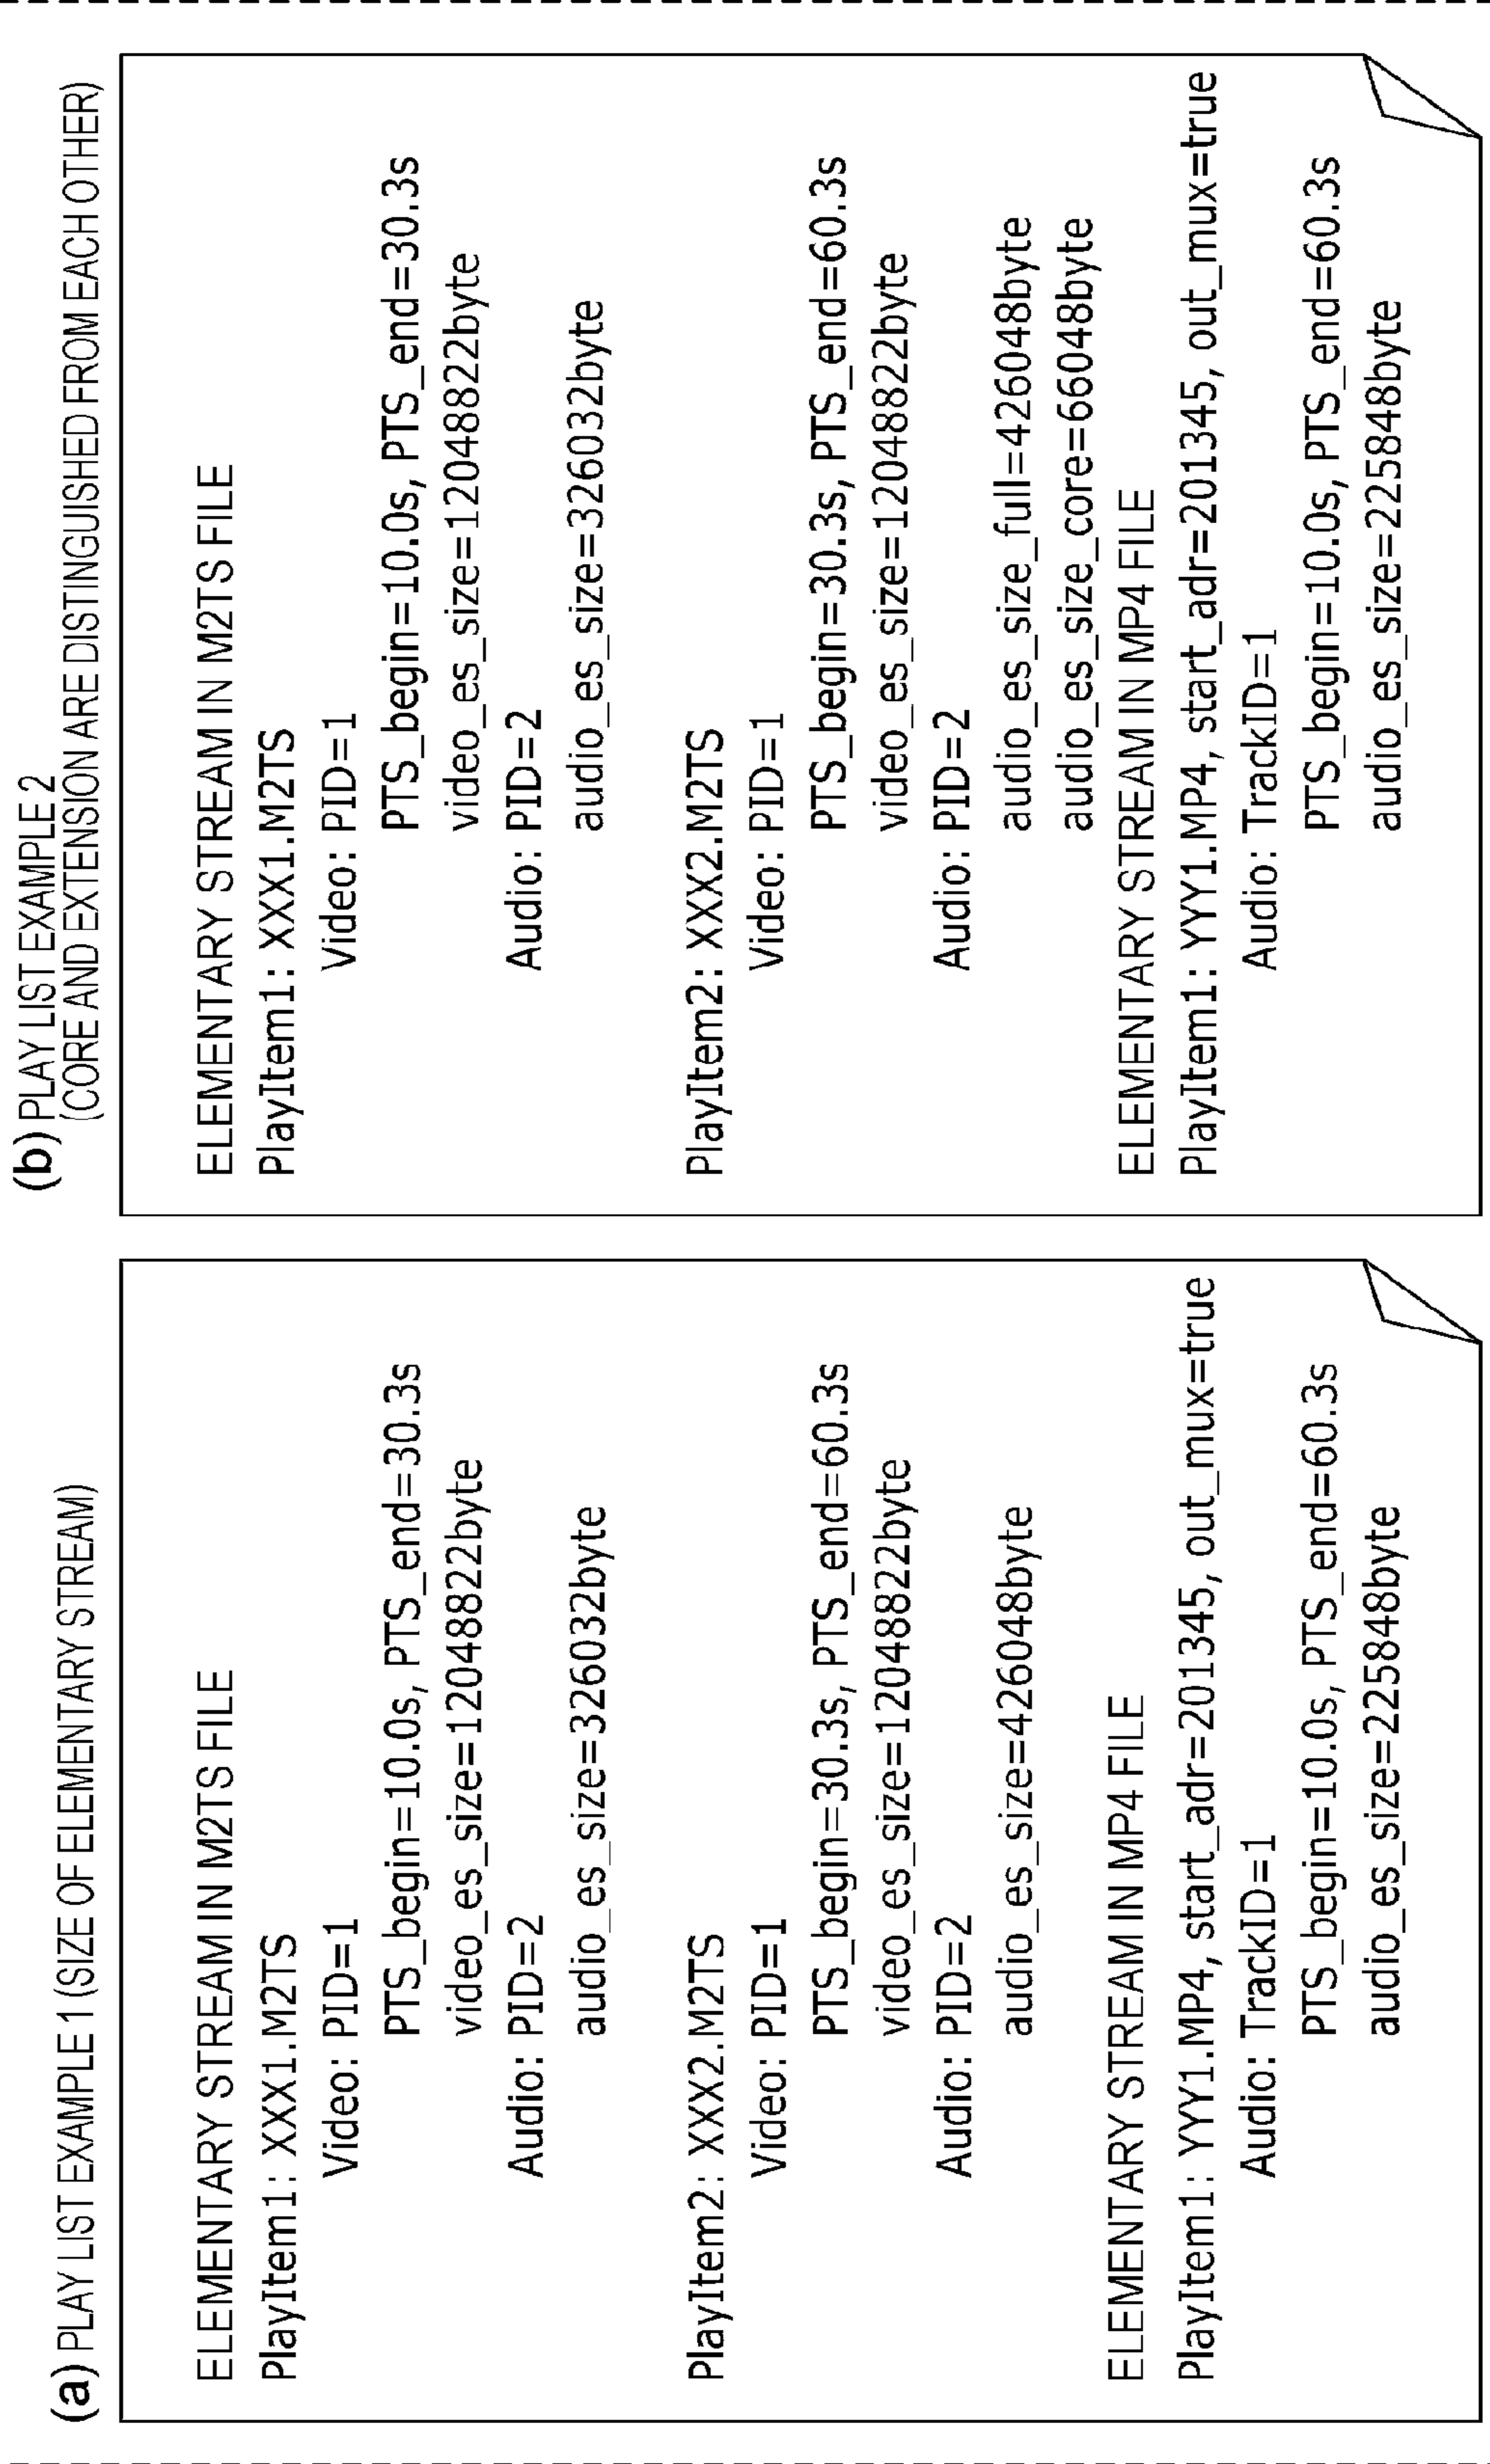 (a) PLAY LIST EXAMPLE 1 (SIZE OF ELEMENTARY STREAM)
ELEMENTARY STREAM IN M2TS FILE
PlayItem1: XXX1.M2TS
Video: PID=1
PTS_begin=10.0s, PTS_end=30.3s
video_es_size=12048822byte
Audio: PID=2
audio_es_size=326032byte
PlayItem2: XXX2.M2TS
Video: PID=1
PTS_begin=30.3s, PTS_end=60.3s
video_es_size=12048822byte
Audio: PID=2
audio_es_size=426048byte
ELEMENTARY STREAM IN MP4 FILE
PlayItem1: YYY1.MP4, start_adr=201345, out_mux=true
Audio: TrackID=1
PTS_begin=10.0s, PTS_end=60.3s
audio_es_size=225848byte
(b) PLAY LIST EXAMPLE 2
(CORE AND EXTENSION ARE DISTINGUISHED FROM EACH OTHER)
ELEMENTARY STREAM IN M2TS FILE
PlayItem1: XXX1.M2TS
Video: PID=1
PTS_begin=10.0s, PTS_end=30.3s
video_es_size=12048822byte
Audio: PID=2
audio_es_size=326032byte
PlayItem2: XXX2.M2TS
Video: PID=1
PTS_begin=30.3s, PTS_end=60.3s
video_es_size=12048822byte
Audio: PID=2
audio_es_size_full=426048byte
audio_es_size_core=66048byte
ELEMENTARY STREAM IN MP4 FILE
PlayItem1: YYY1.MP4, start_adr=201345, out_mux=true
Audio: TrackID=1
PTS_begin=10.0s, PTS_end=60.3s
audio_es_size=225848byte